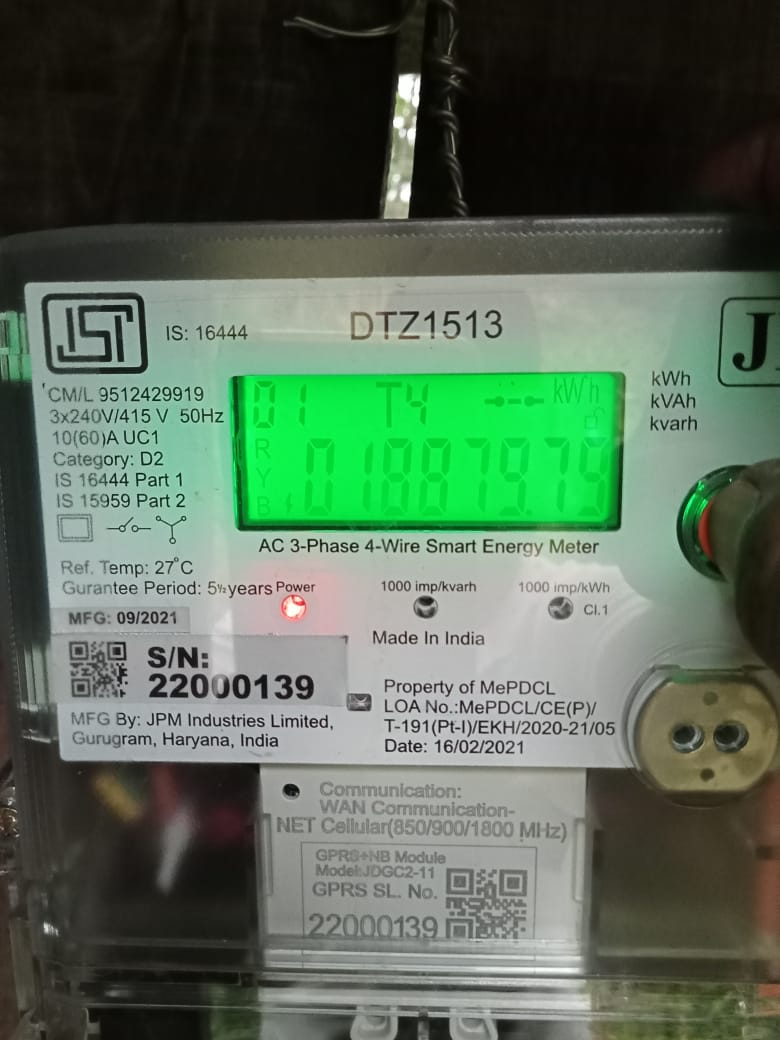 ISI
IS: 16444
DTZ1513
J
CM/L 9512429919
3x240V/415 V 50Hz
10(60)A UC1
Category: D2
IS 16444 Part 1
IS 15959 Part 2
01 T4 kWh
R
Y
B
018879.79
kWh
kVAh
kvarh
AC 3-Phase 4-Wire Smart Energy Meter
Ref. Temp: 27°C
Gurantee Period: 5½years
Power
1000 imp/kvarh
1000 imp/kWh
Cl.1
MFG: 09/2021
Made In India
S/N:
22000139
MFG By: JPM Industries Limited,
Gurugram, Haryana, India
Property of MePDCL
LOA No.:MePDCL/CE(P)/
T-191(Pt-I)/EKH/2020-21/05
Date: 16/02/2021
Communication:
WAN Communication-
NET Cellular(850/900/1800 MHz)
GPRS+NB Module
Model:JDGC2-11
GPRS SL. No.
22000139